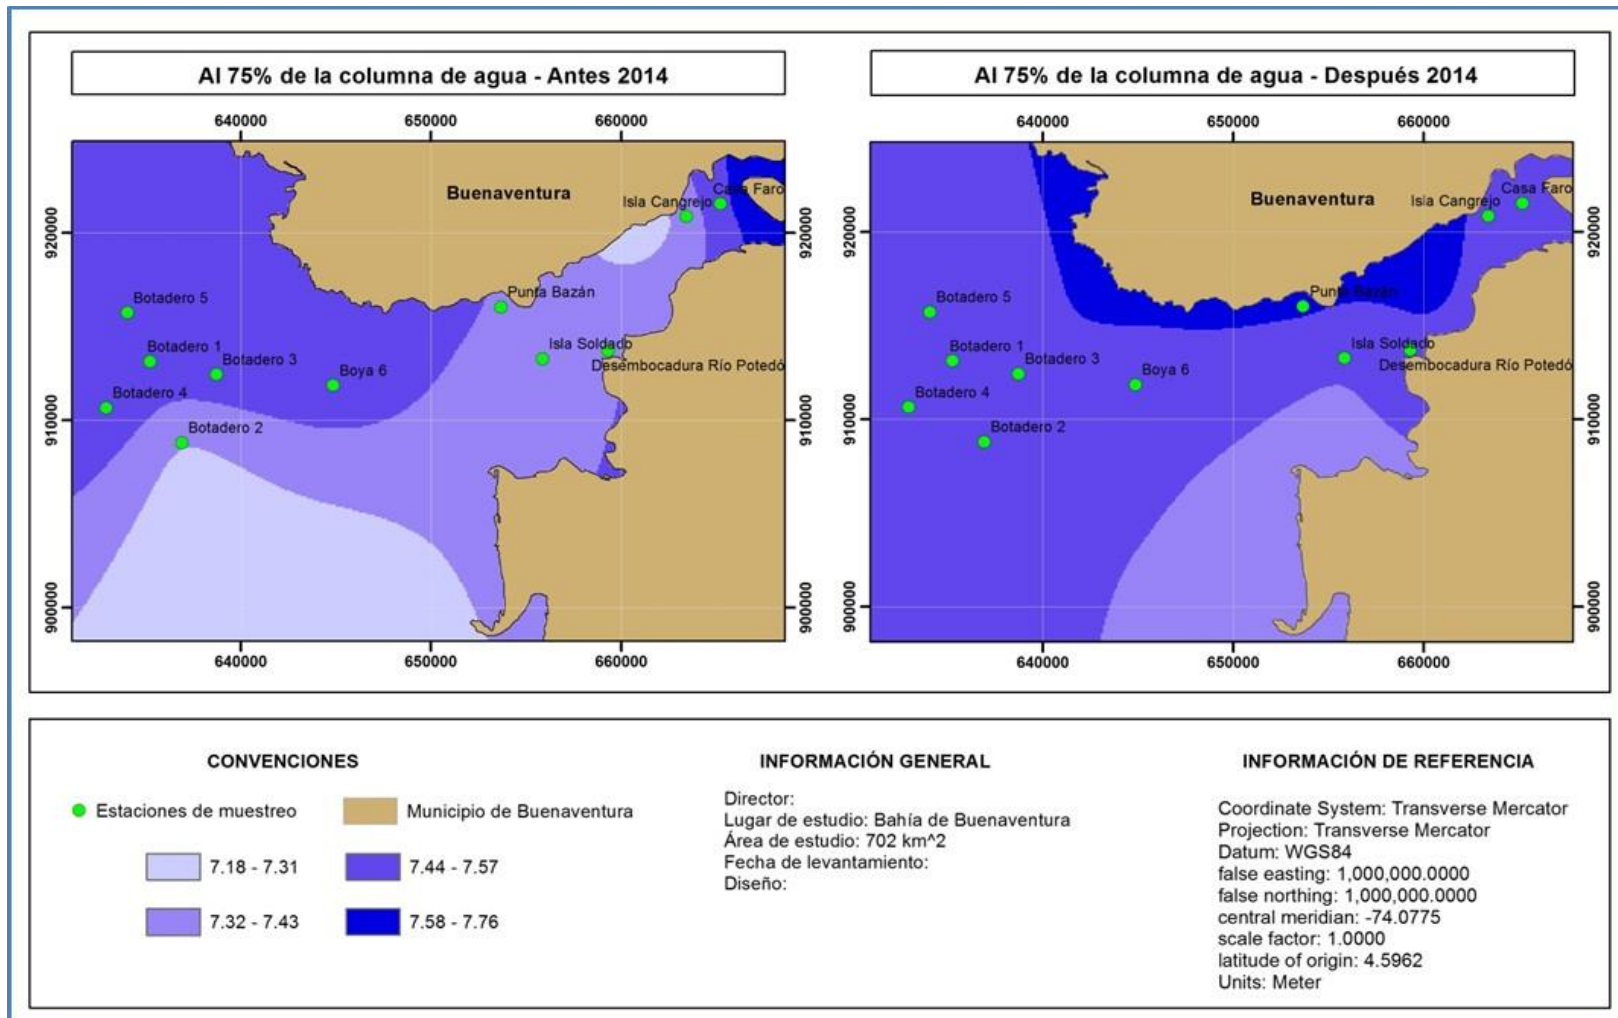 Al 75% de la columna de agua - Antes 2014
640000 650000 660000
920000 920000
910000 910000
900000 900000
Buenaventura
Casa Faro
Isla Cangrejo
Punta Bazán
Botadero 5
Isla Soldado
Botadero 1
Botadero 3
Boya 6
Desembocadura Río Potedó
Botadero 4
Botadero 2
640000 650000 660000
Al 75% de la columna de agua - Después 2014
640000 650000 660000
920000 920000
910000 910000
900000 900000
Buenaventura
Casa Faro
Isla Cangrejo
Punta Bazán
Botadero 5
Isla Soldado
Botadero 1
Botadero 3
Boya 6
Desembocadura Río Potedó
Botadero 4
Botadero 2
640000 650000 660000
CONVENCIONES
Estaciones de muestreo
Municipio de Buenaventura
7.18 - 7.31
7.44 - 7.57
7.32 - 7.43
7.58 - 7.76
INFORMACIÓN GENERAL
Director:
Lugar de estudio: Bahía de Buenaventura
Área de estudio: 702 km^2
Fecha de levantamiento:
Diseño:
INFORMACIÓN DE REFERENCIA
Coordinate System: Transverse Mercator
Projection: Transverse Mercator
Datum: WGS84
false easting: 1,000,000.0000
false northing: 1,000,000.0000
central meridian: -74.0775
scale factor: 1.0000
latitude of origin: 4.5962
Units: Meter